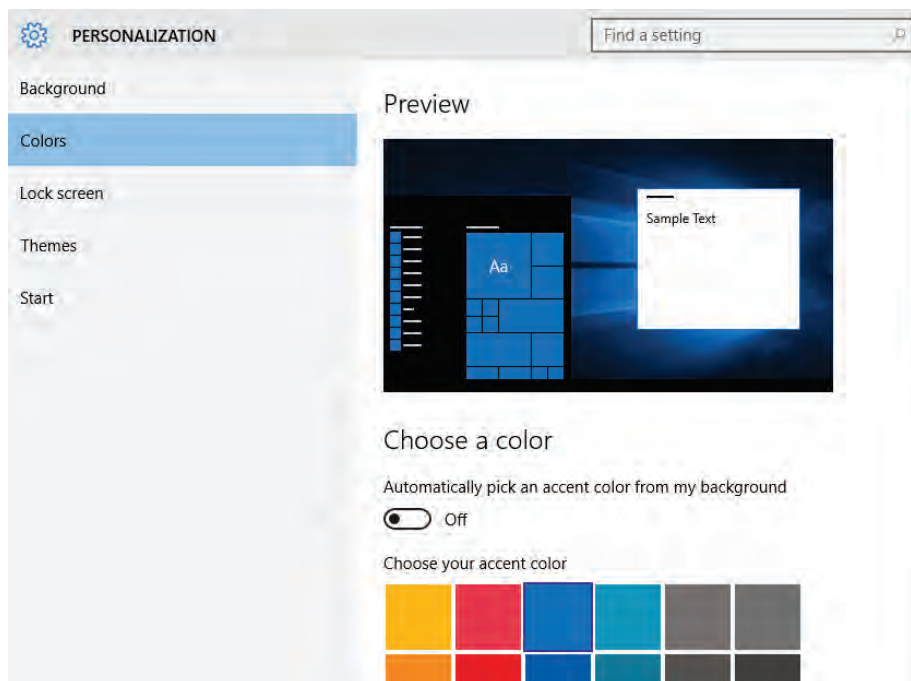 PERSONALIZATION
Find a setting
Background
Colors
Lock screen
Themes
Start
Preview
Aa
Sample Text
Choose a color
Automatically pick an accent color from my background
Off
Choose your accent color